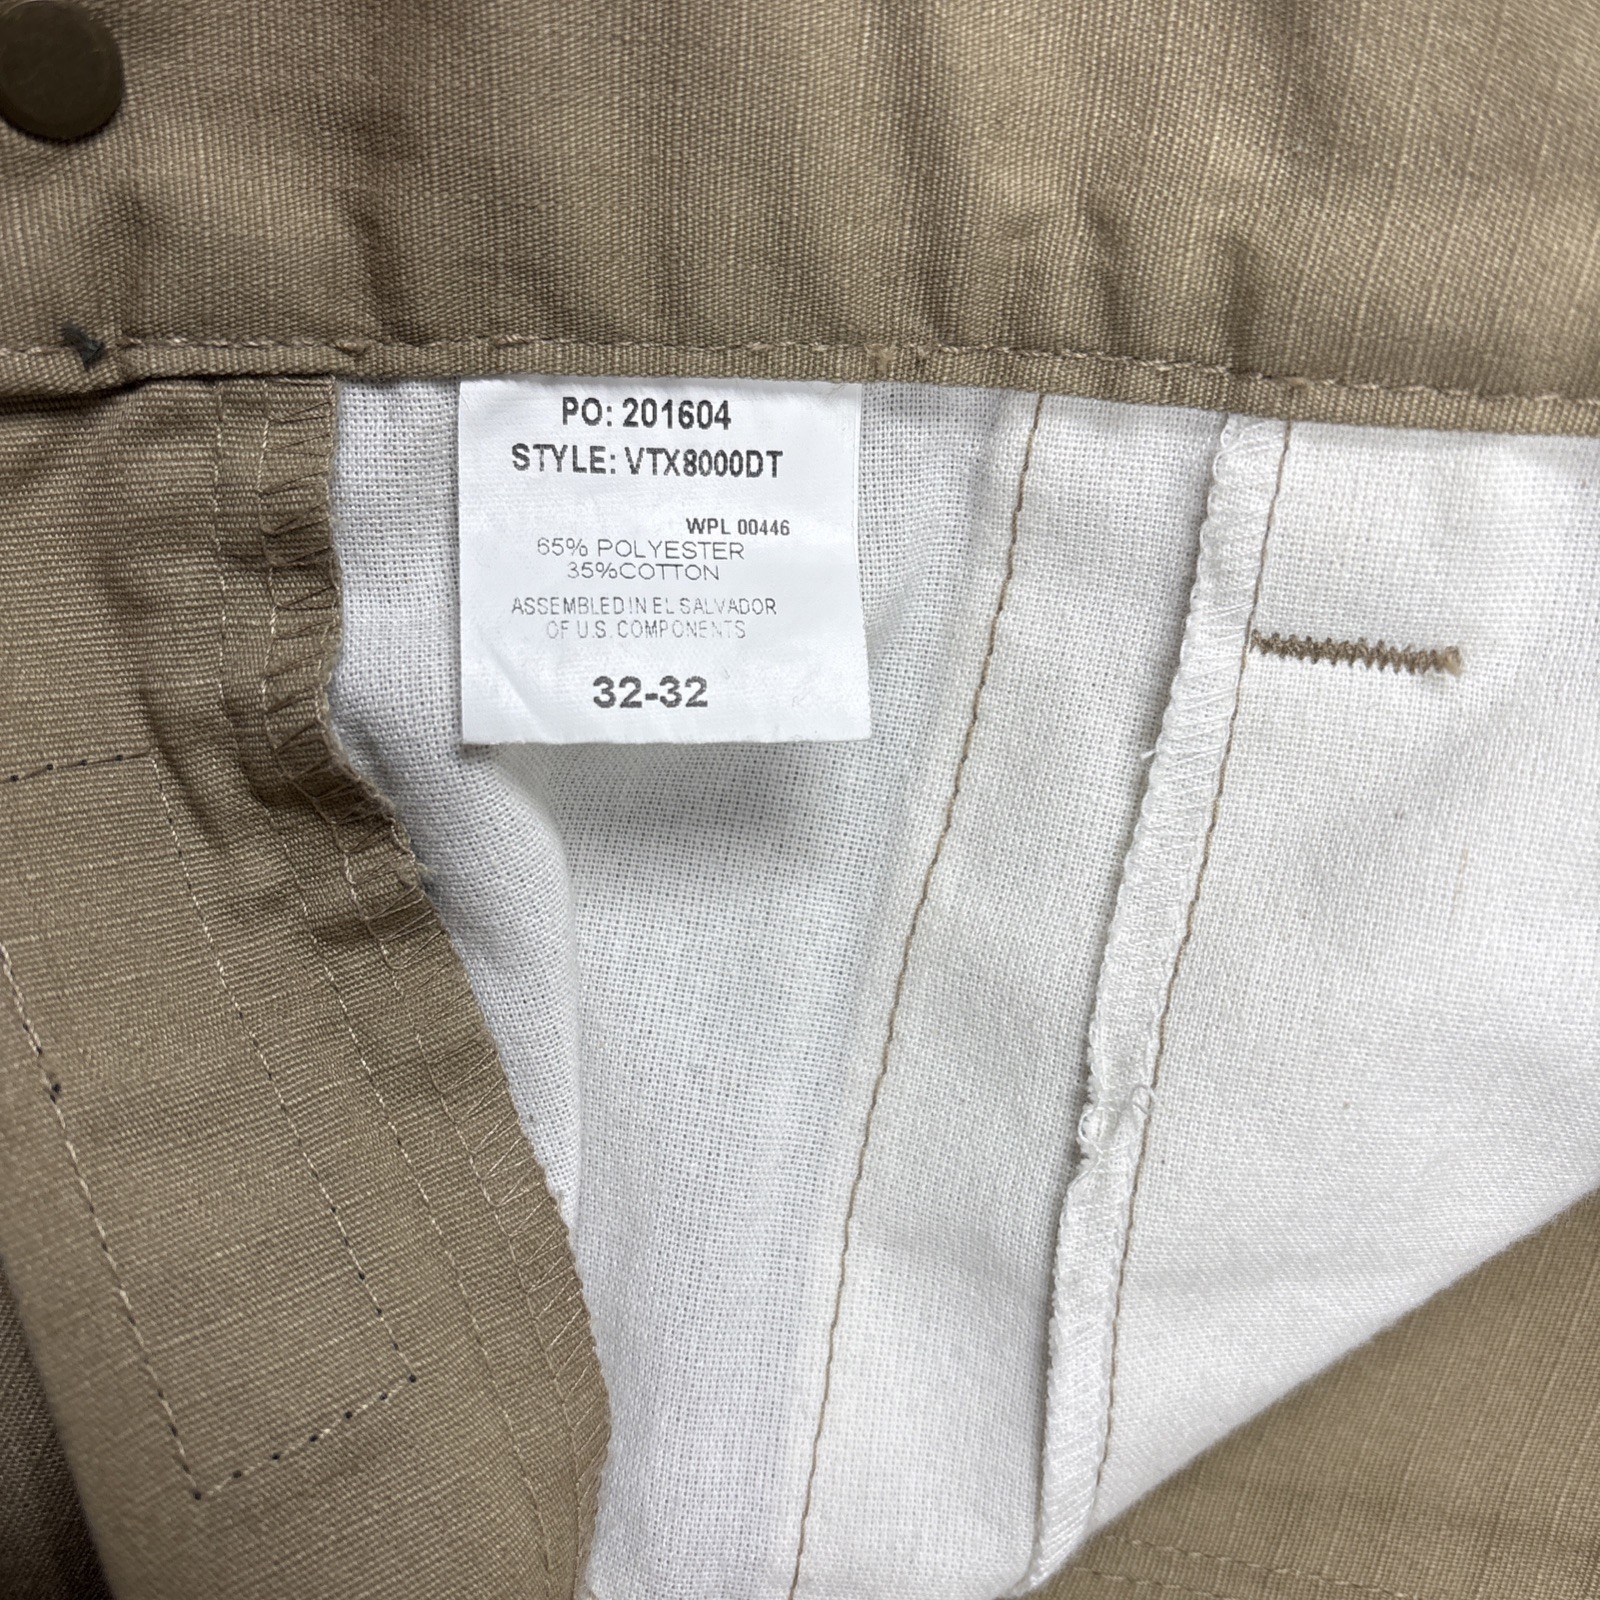 PO: 201604
STYLE: VTX8000DT
WPL 00446
65% POLYESTER
35%COTTON
ASSEMBLED IN EL SALVADOR
OF U.S. COMPONENTS
32-32